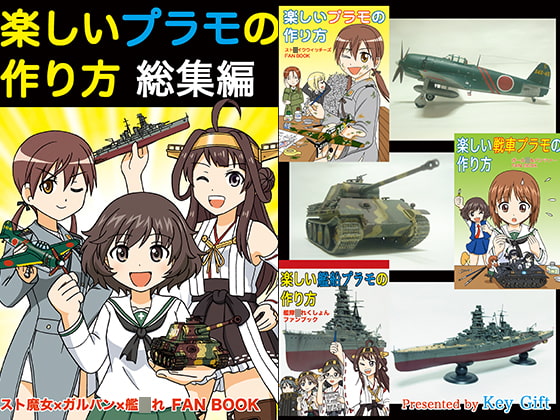 楽しいプラモの
作り方 総集編
スト魔女×ガルパン×艦 れ FAN BOOK
楽しいプラモの
作り方
スト イクウィッチーズ
FAN BOOK
楽しい戦車プラモの
作り方
楽しい艦船プラモの
作り方
艦隊 れくしょん
ファンブック
Presented by Key Gift